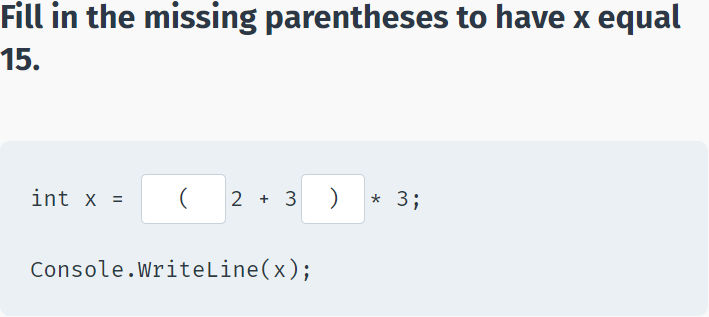 Fill in the missing parentheses to have x equal
15.
int x = ( 2 + 3 ) * 3;
Console.WriteLine(x);